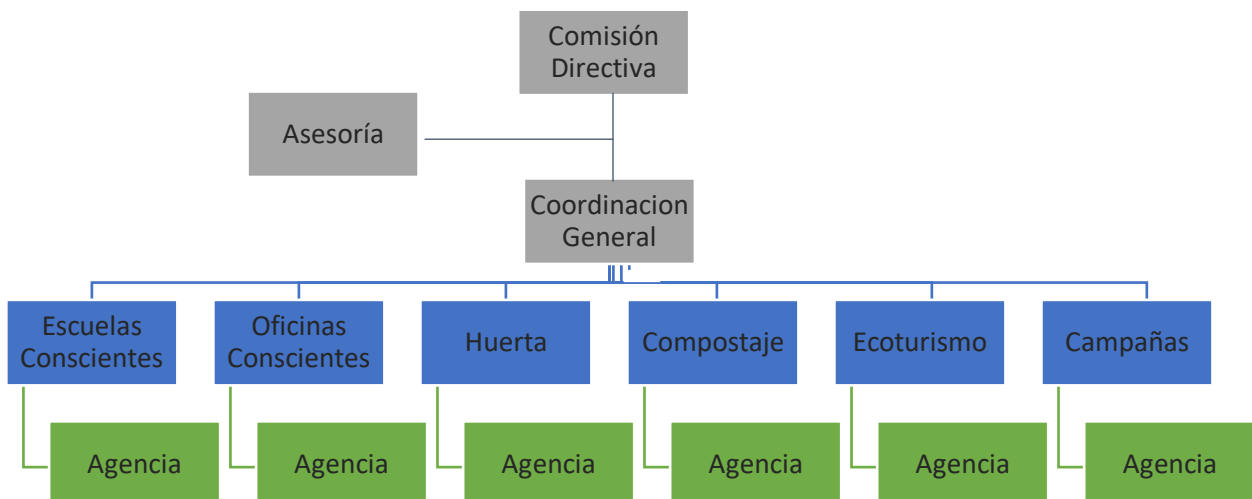 Comisión
Directiva
Asesoría
Coordinacion
General
Escuelas
Conscientes
Oficinas
Conscientes
Huerta
Compostaje
Ecoturismo
Campañas
Agencia
Agencia
Agencia
Agencia
Agencia
Agencia